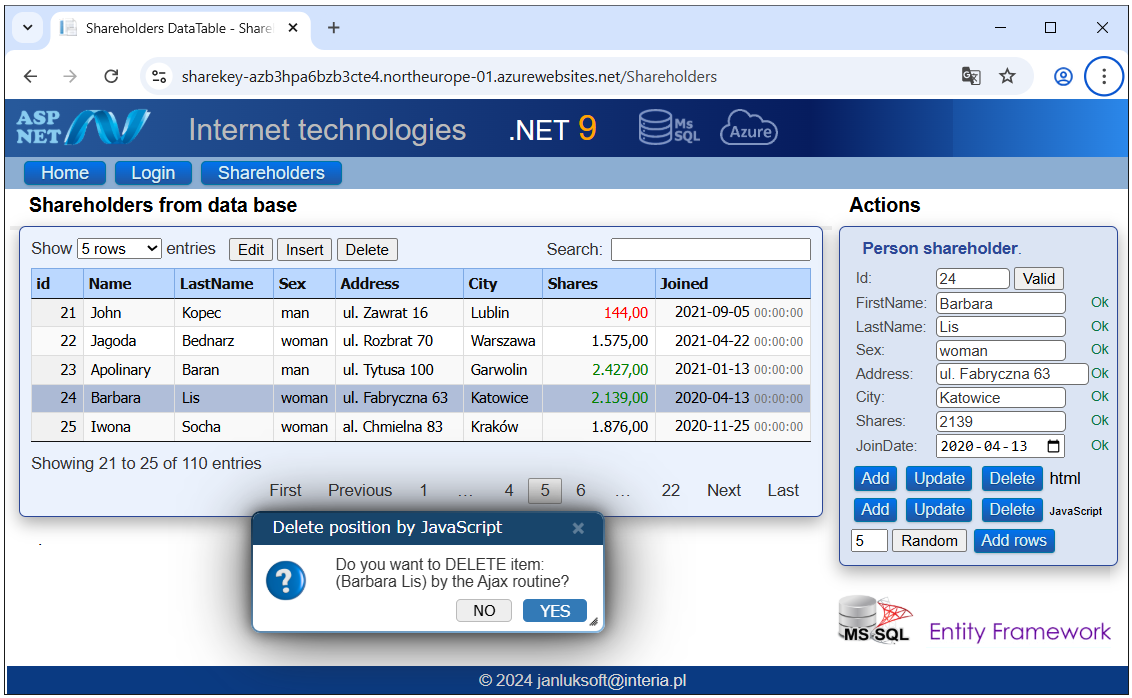 Shareholders DataTable - Share
sharekey-azb3hpa6bzb3cte4.northeurope-01.azurewebsites.net/Shareholders
ASP NET Internet technologies .NET 9 Ms SQL Azure
Home Login Shareholders
Shareholders from data base
Show 5 rows entries Edit Insert Delete Search:
id Name LastName Sex Address City Shares Joined
21 John Kopec man ul. Zawrat 16 Lublin 144,00 2021-09-05 00:00:00
22 Jagoda Bednarz woman ul. Rozbrat 70 Warszawa 1.575,00 2021-04-22 00:00:00
23 Apolinary Baran man ul. Tytusa 100 Garwolin 2.427,00 2021-01-13 00:00:00
24 Barbara Lis woman ul. Fabryczna 63 Katowice 2.139,00 2020-04-13 00:00:00
25 Iwona Socha woman al. Chmielna 83 Kraków 1.876,00 2020-11-25 00:00:00
Showing 21 to 25 of 110 entries
First Previous 1 ... 4 5 6 ... 22 Next Last
Delete position by JavaScript ×
Do you want to DELETE item:
(Barbara Lis) by the Ajax routine?
NO YES
Actions
Person shareholder.
Id: 24 Valid
FirstName: Barbara Ok
LastName: Lis Ok
Sex: woman Ok
Address: ul. Fabryczna 63 Ok
City: Katowice Ok
Shares: 2139 Ok
JoinDate: 2020-04-13 Ok
Add Update Delete html
Add Update Delete JavaScript
5 Random Add rows
MS SQL Entity Framework
© 2024 janluksoft@interia.pl